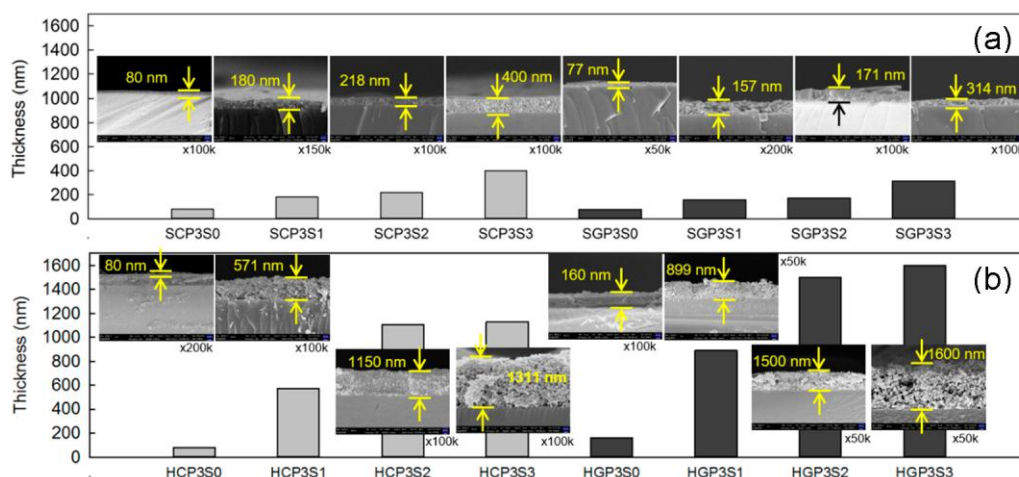 (a)
Thickness (nm)
1600
1400
1200
1000
800
600
400
200
0
80 nm
180 nm
218 nm
400 nm
77 nm
157 nm
171 nm
314 nm
x100k
x150k
x100k
x100k
x50k
x200k
x100k
x100k
SCP3S0 SCP3S1 SCP3S2 SCP3S3 SGP3S0 SGP3S1 SGP3S2 SGP3S3
(b)
Thickness (nm)
1600
1400
1200
1000
800
600
400
200
0
80 nm
571 nm
160 nm
899 nm
x50k
x200k
x100k
x100k
1150 nm
1311 nm
1500 nm
1600 nm
x100k
x100k
x50k
x50k
HCP3S0 HCP3S1 HCP3S2 HCP3S3 HGP3S0 HGP3S1 HGP3S2 HGP3S3